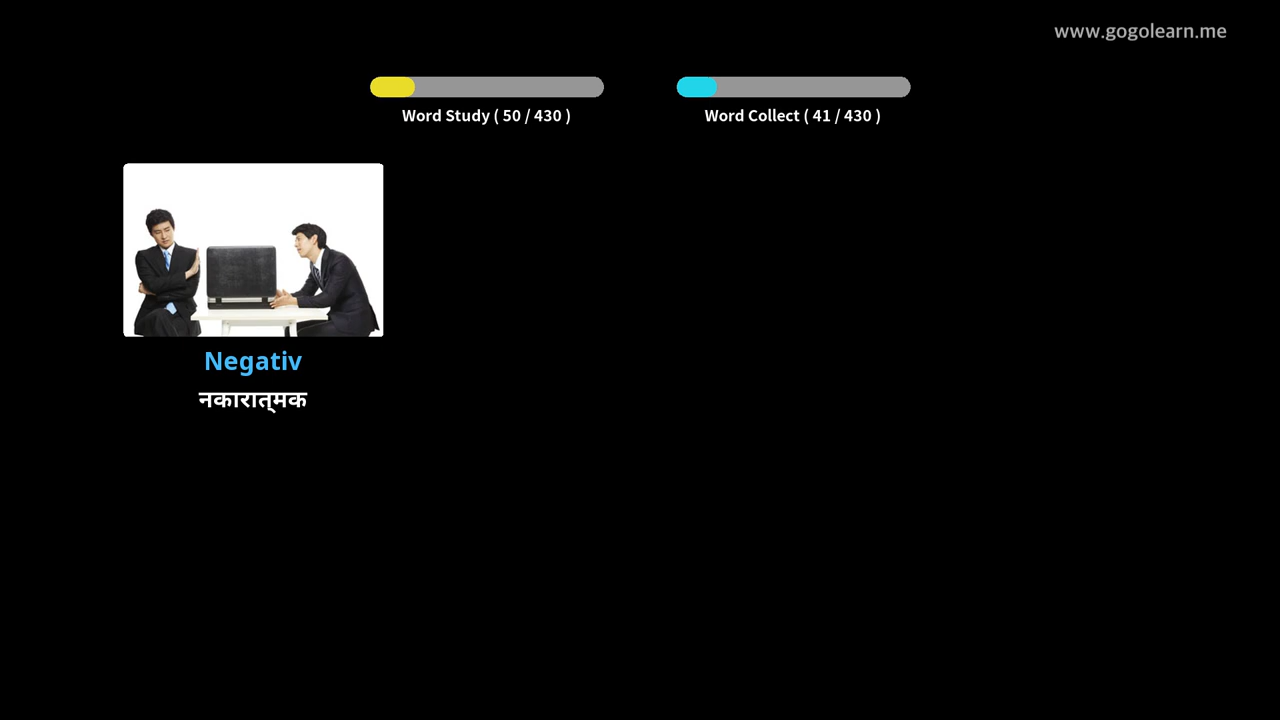 www.gogolearn.me
Word Study ( 50 / 430 )
Word Collect ( 41 / 430 )
Negativ
नकारात्मक